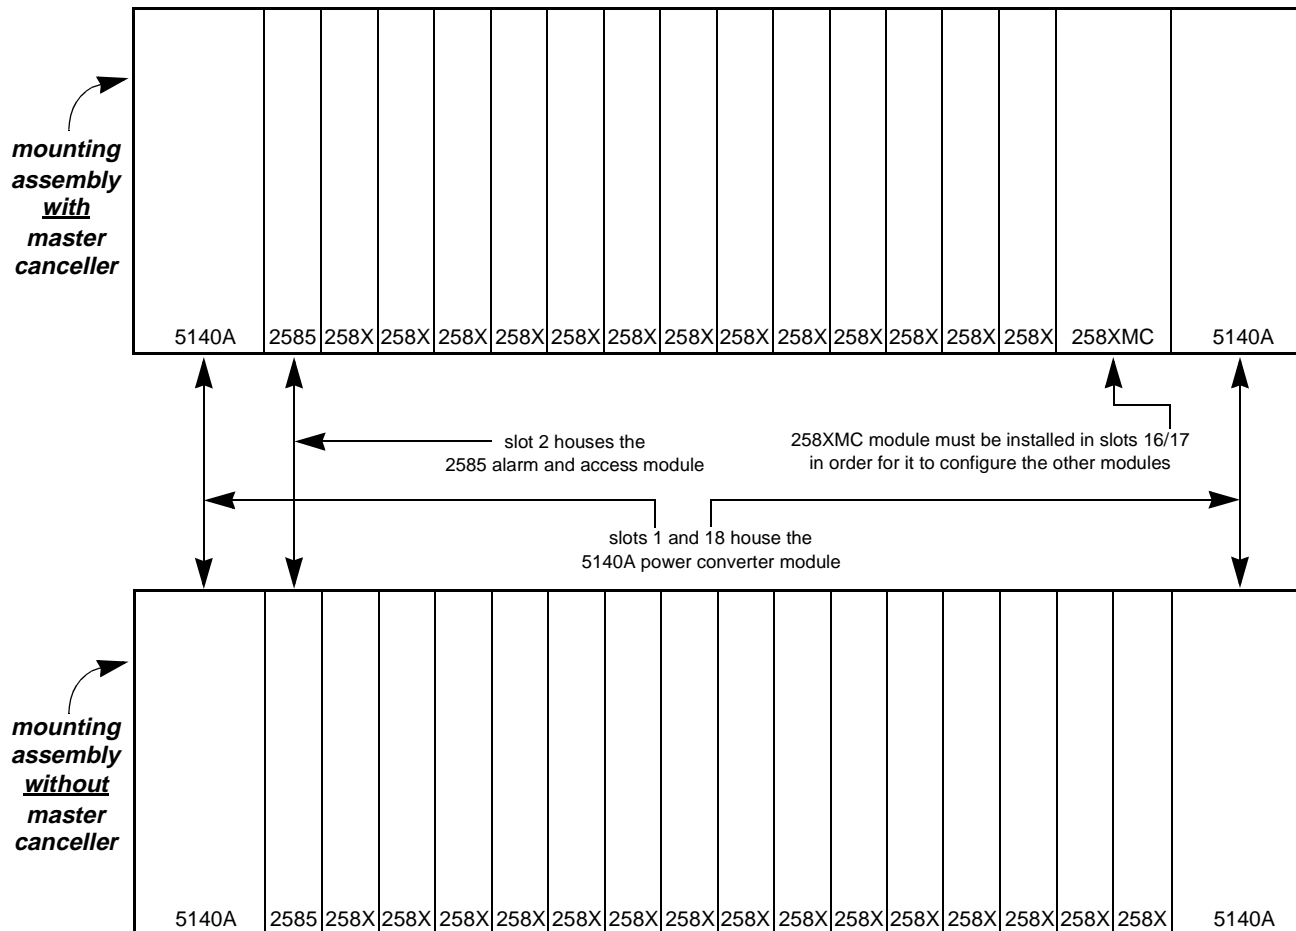 mounting
assembly
with
master
canceller
5140A 2585 258X 258X 258X 258X 258X 258X 258X 258X 258X 258X 258X 258X 258X 258XMC 5140A
slot 2 houses the
2585 alarm and access module
258XMC module must be installed in slots 16/17
in order for it to configure the other modules
slots 1 and 18 house the
5140A power converter module
mounting
assembly
without
master
canceller
5140A 2585 258X 258X 258X 258X 258X 258X 258X 258X 258X 258X 258X 258X 258X 258X 258X 5140A